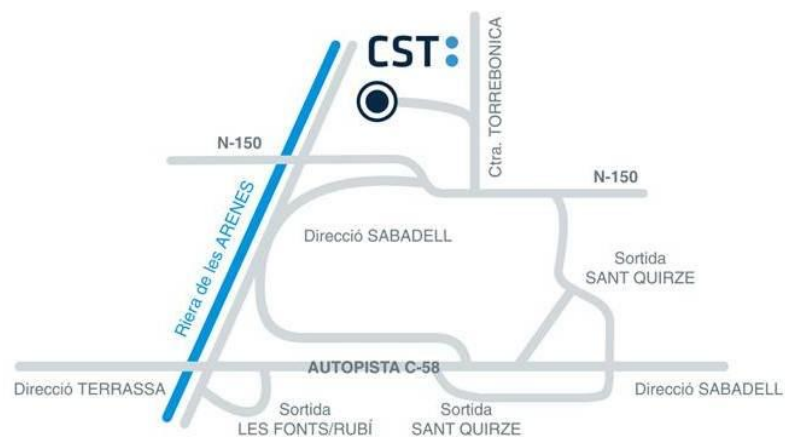 CST:
Ctra. TORREBONICA
N-150
N-150
Riera de les ARENES
Direcció SABADELL
Sortida
SANT QUIRZE
AUTOPISTA C-58
Direcció TERRASSA
Direcció SABADELL
Sortida
LES FONTS/RUBÍ
Sortida
SANT QUIRZE